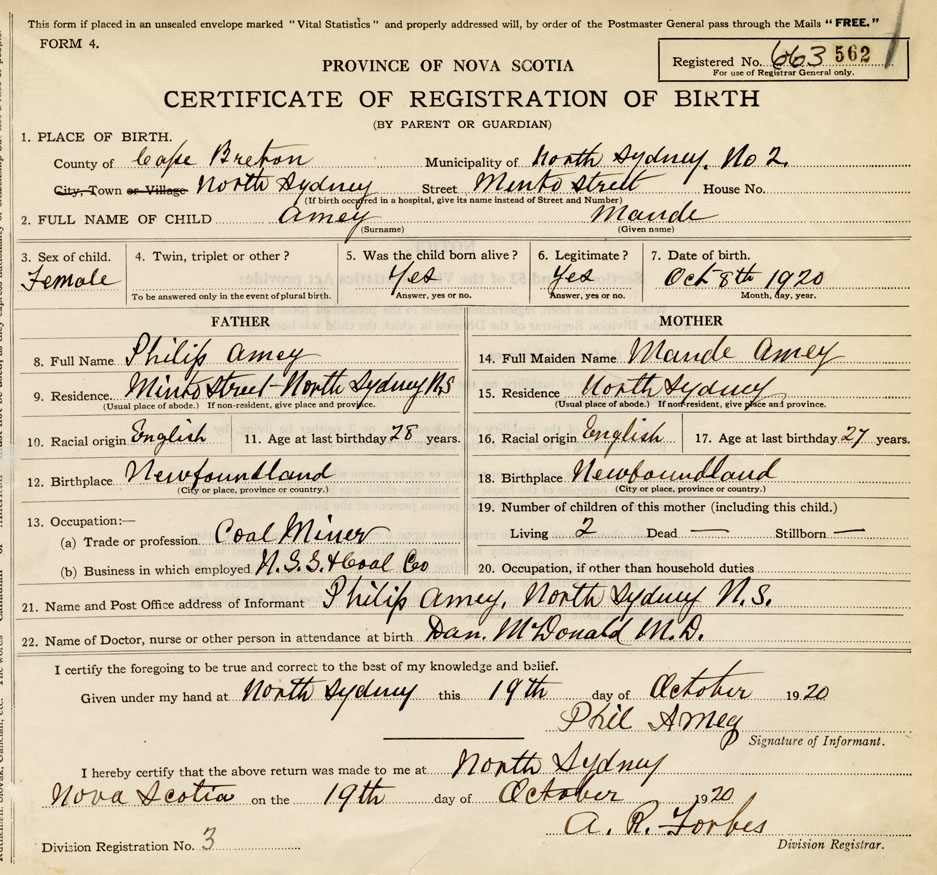 This form if placed in an unsealed envelope marked "Vital Statistics" and properly addressed will, by order of the Postmaster General pass through the Mails "FREE."
FORM 4.
Registered No. 663 562
For use of Registrar General only.
PROVINCE OF NOVA SCOTIA
CERTIFICATE OF REGISTRATION OF BIRTH
(BY PARENT OR GUARDIAN)
1. PLACE OF BIRTH.
County of Cape Breton Municipality of North Sydney. No 2.
City, Town or Village North Sydney Street Minto Street House No.
(If birth occurred in a hospital, give its name instead of Street and Number)
2. FULL NAME OF CHILD Amey Maude
(Surname) (Given name)
3. Sex of child. 4. Twin, triplet or other? 5. Was the child born alive? 6. Legitimate? 7. Date of birth.
Female Yes Yes Oct 8th 1920
To be answered only in the event of plural birth. Answer, yes or no. Answer, yes or no. Month, day, year.
FATHER MOTHER
8. Full Name Philip Amey 14. Full Maiden Name Maude Amey
9. Residence. Minto Street - North Sydney N.S 15. Residence North Sydney
(Usual place of abode.) If non-resident, give place and province. (Usual place of abode.) If non-resident, give place and province.
10. Racial origin English 11. Age at last birthday 28 years. 16. Racial origin English 17. Age at last birthday 27 years.
12. Birthplace Newfoundland 18. Birthplace Newfoundland
(City or place, province or country.) (City or place, province or country.)
13. Occupation:— 19. Number of children of this mother (including this child.)
(a) Trade or profession Coal Miner Living 2 Dead — Stillborn —
(b) Business in which employed N.S.S. & Coal Co 20. Occupation, if other than household duties
21. Name and Post Office address of Informant Philip Amey, North Sydney N.S.
22. Name of Doctor, nurse or other person in attendance at birth Dan. McDonald M.D.
I certify the foregoing to be true and correct to the best of my knowledge and belief.
Given under my hand at North Sydney this 19th day of October 1920
Phil Amey
Signature of Informant.
I hereby certify that the above return was made to me at North Sydney
Nova Scotia on the 19th day of October 1920
A. R. Forbes
Division Registration No. 3 Division Registrar.